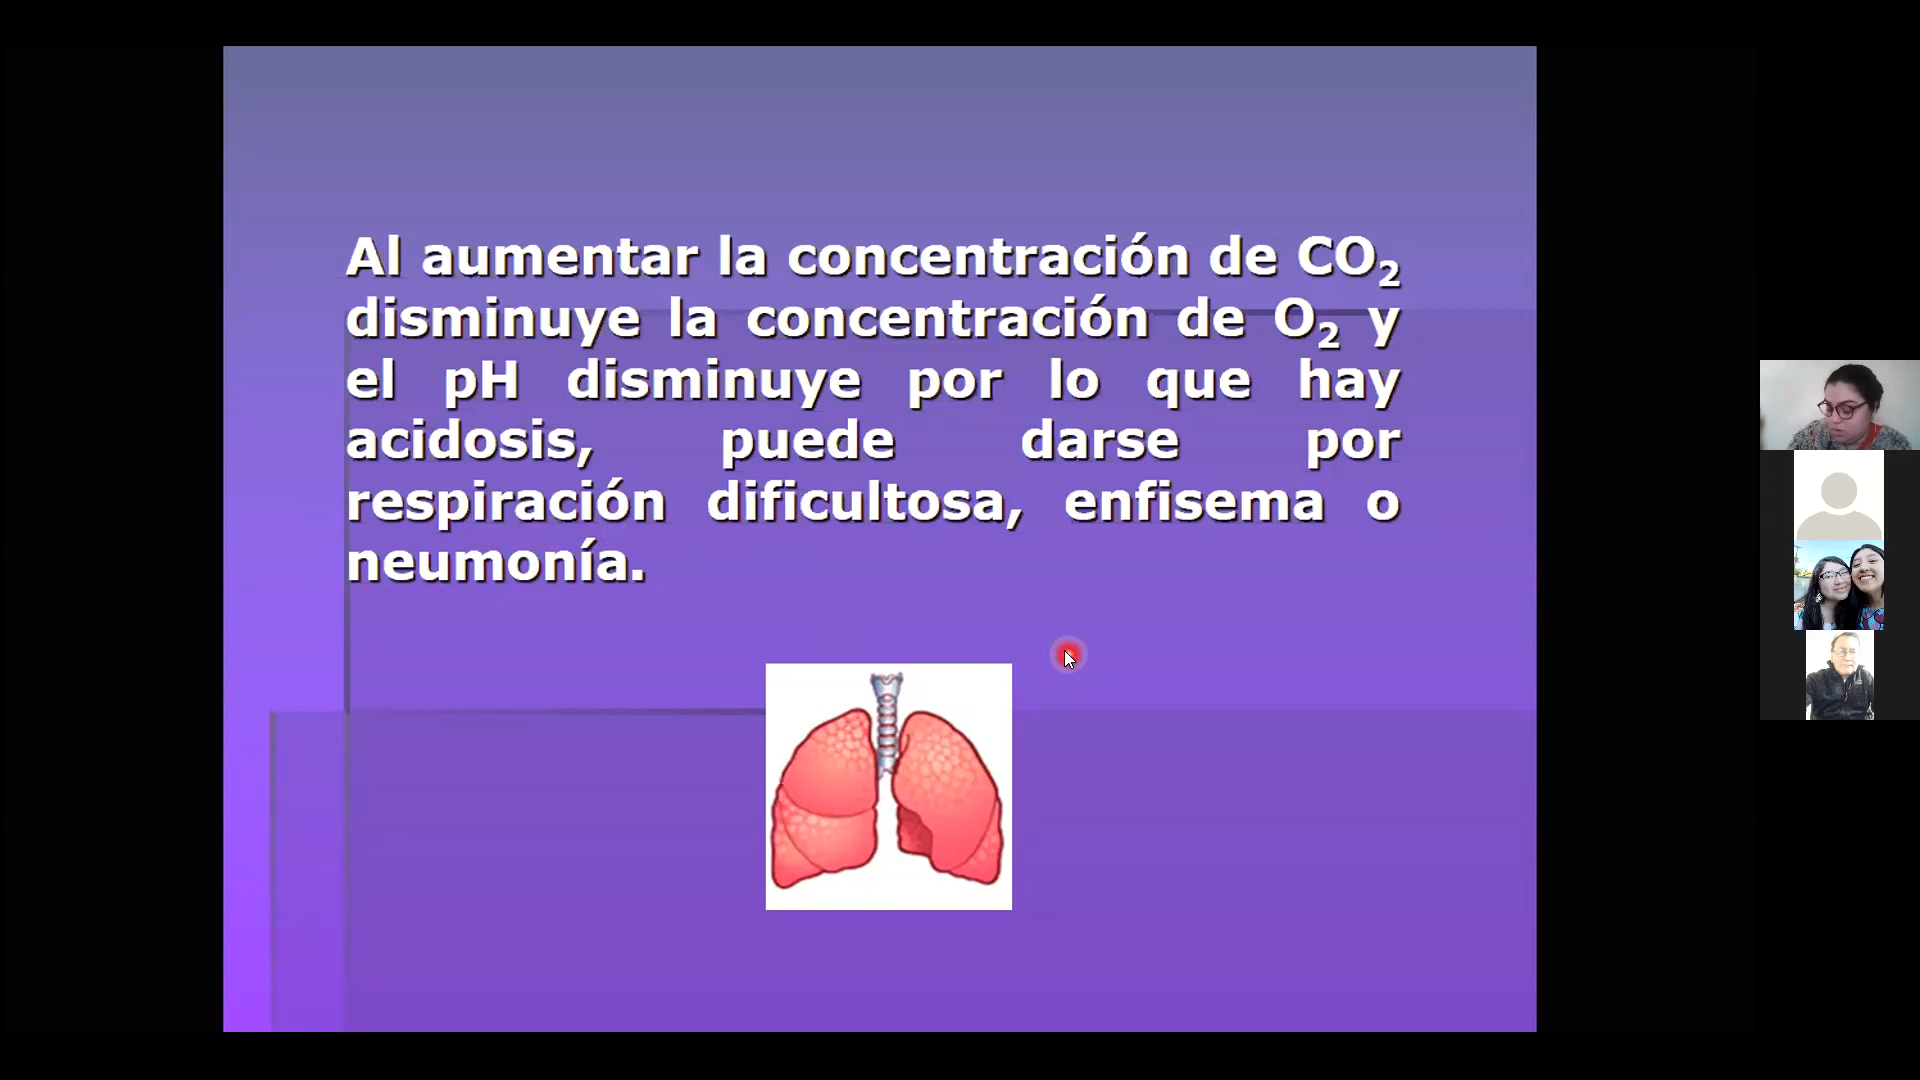 Al aumentar la concentración de CO₂
disminuye la concentración de O₂ y
el pH disminuye por lo que hay
acidosis, puede darse por
respiración dificultosa, enfisema o
neumonía.